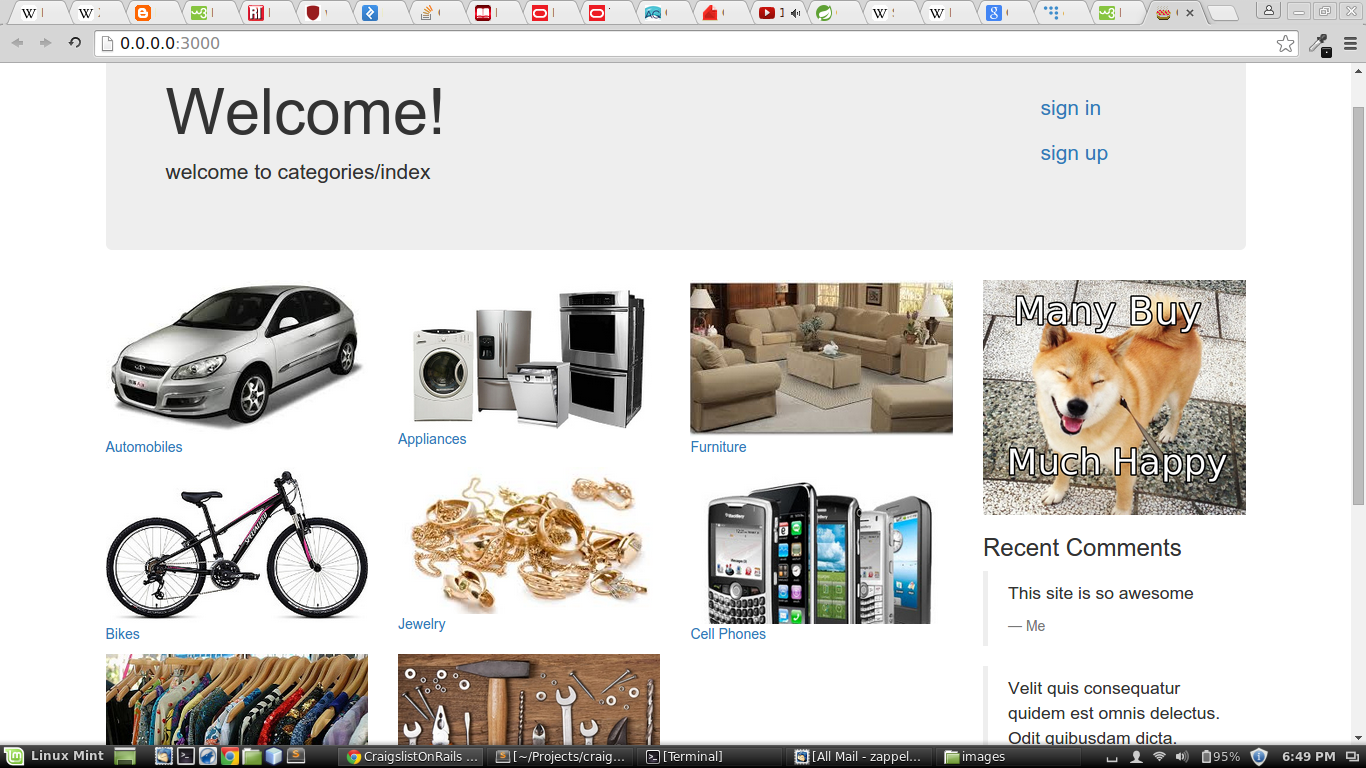 0.0.0.0:3000
Welcome!
welcome to categories/index
sign in
sign up
Automobiles
Appliances
Furniture
Many Buy
Much Happy
Bikes
Jewelry
Cell Phones
Recent Comments
This site is so awesome
— Me
Velit quis consequatur
quidem est omnis delectus.
Odit quibusdam dicta.
Linux Mint
CraigslistOnRails ...
[~/Projects/craig...
[Terminal]
[All Mail - zappel...
images
95%
6:49 PM